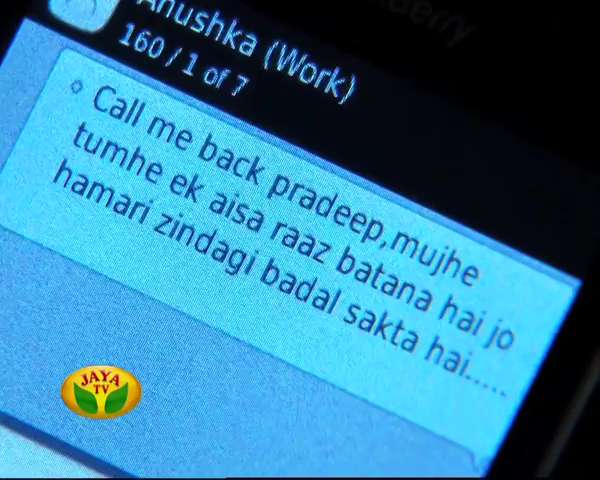 Anushka (Work)
160 / 1 of 7
Call me back pradeep,mujhe
tumhe ek aisa raaz batana hai jo
hamari zindagi badal sakta hai.....
JAYA
TV